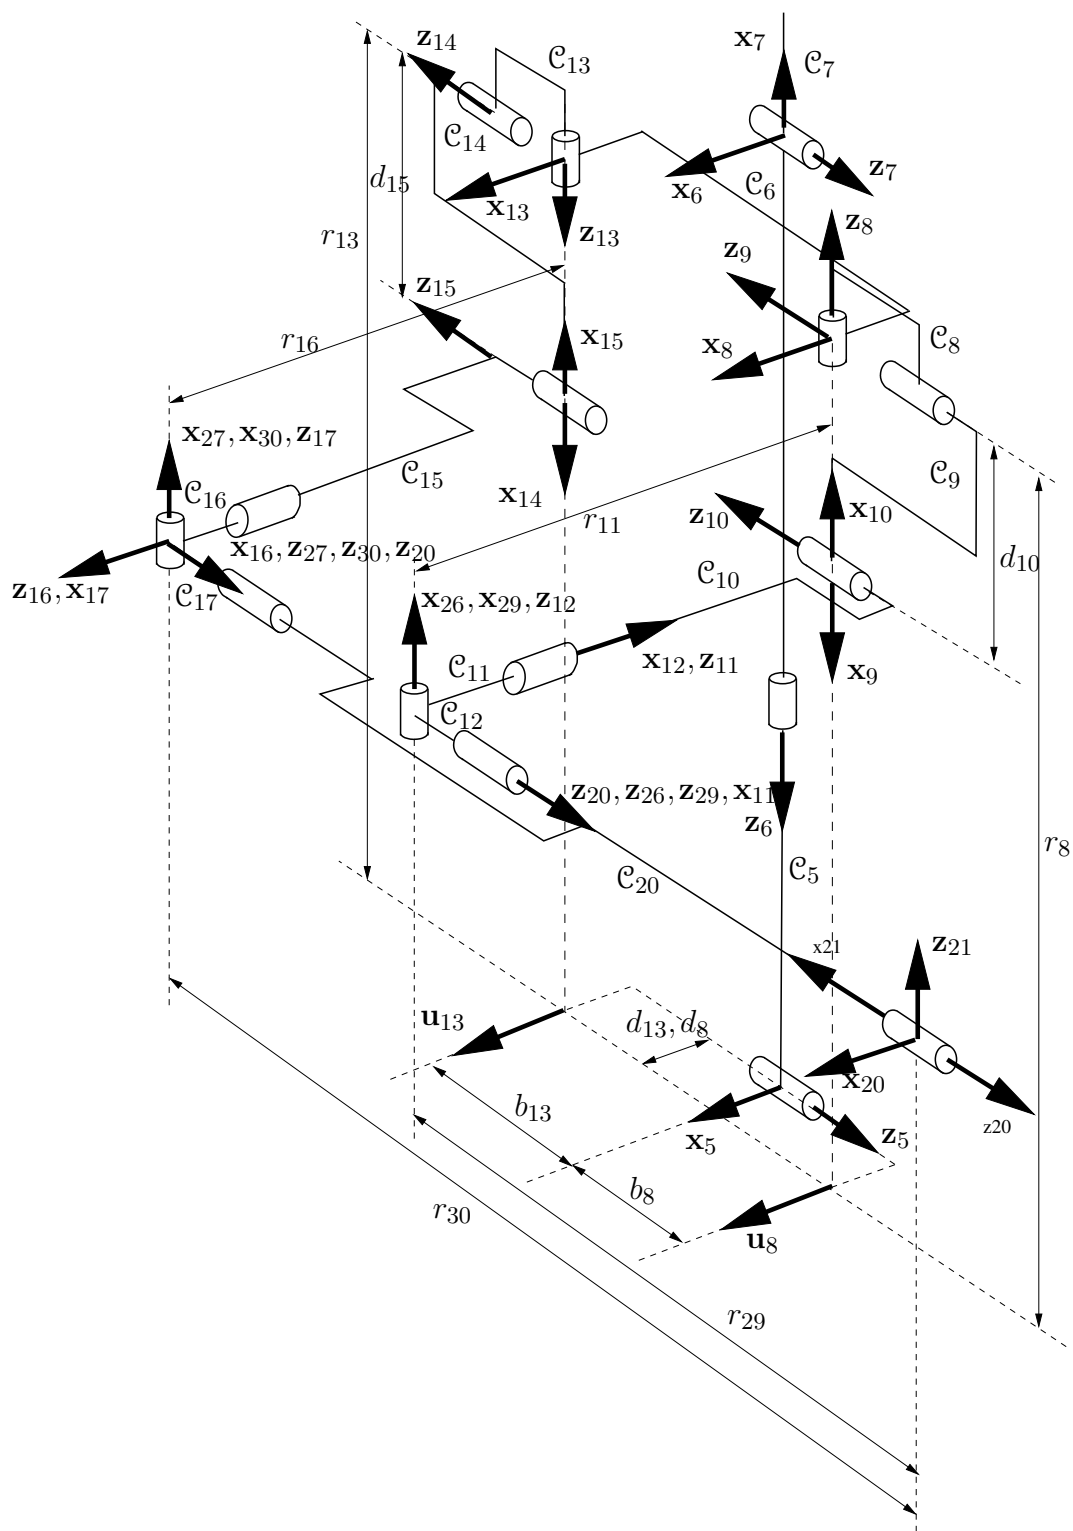 z14
C13
x7
C7
C14
z7
d15
x6
C6
x13
z13
z8
r13
z9
z15
r16
x15
x8
C8
x27, x30, z17
C15
C9
C16
x14
r11
z10
x10
x16, z27, z30, z20
d10
z16, x17
C17
C10
x26, x29, z12
x12, z11
C11
x9
C12
z20, z26, z29, x11
z6
r8
C5
C20
x21
z21
u13
d13, d8
x20
b13
z20
x5
z5
b8
r30
u8
r29